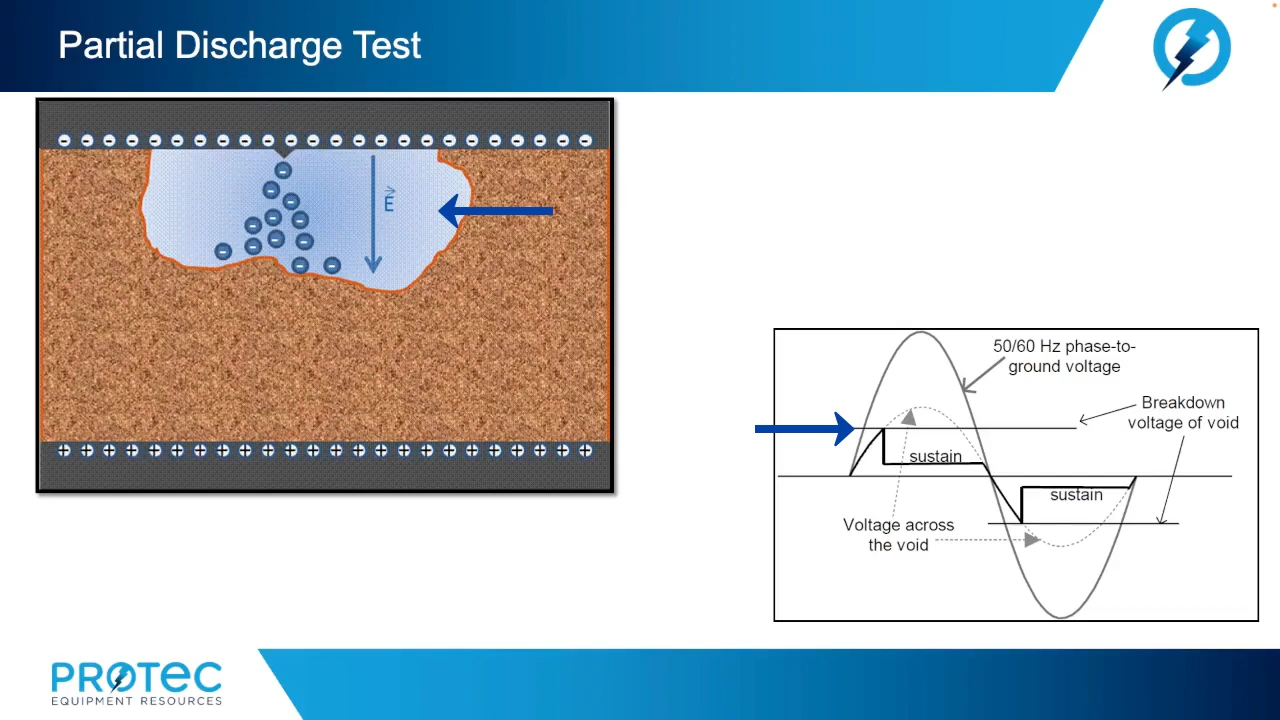 Partial Discharge Test
E
50/60 Hz phase-to-
ground voltage
Breakdown
voltage of void
sustain
sustain
Voltage across
the void
PROTEC
EQUIPMENT RESOURCES